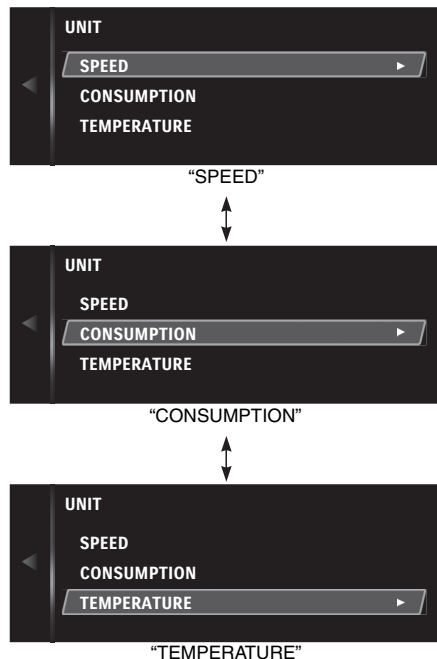 UNIT
SPEED
CONSUMPTION
TEMPERATURE
“SPEED”
UNIT
SPEED
CONSUMPTION
TEMPERATURE
“CONSUMPTION”
UNIT
SPEED
CONSUMPTION
TEMPERATURE
“TEMPERATURE”